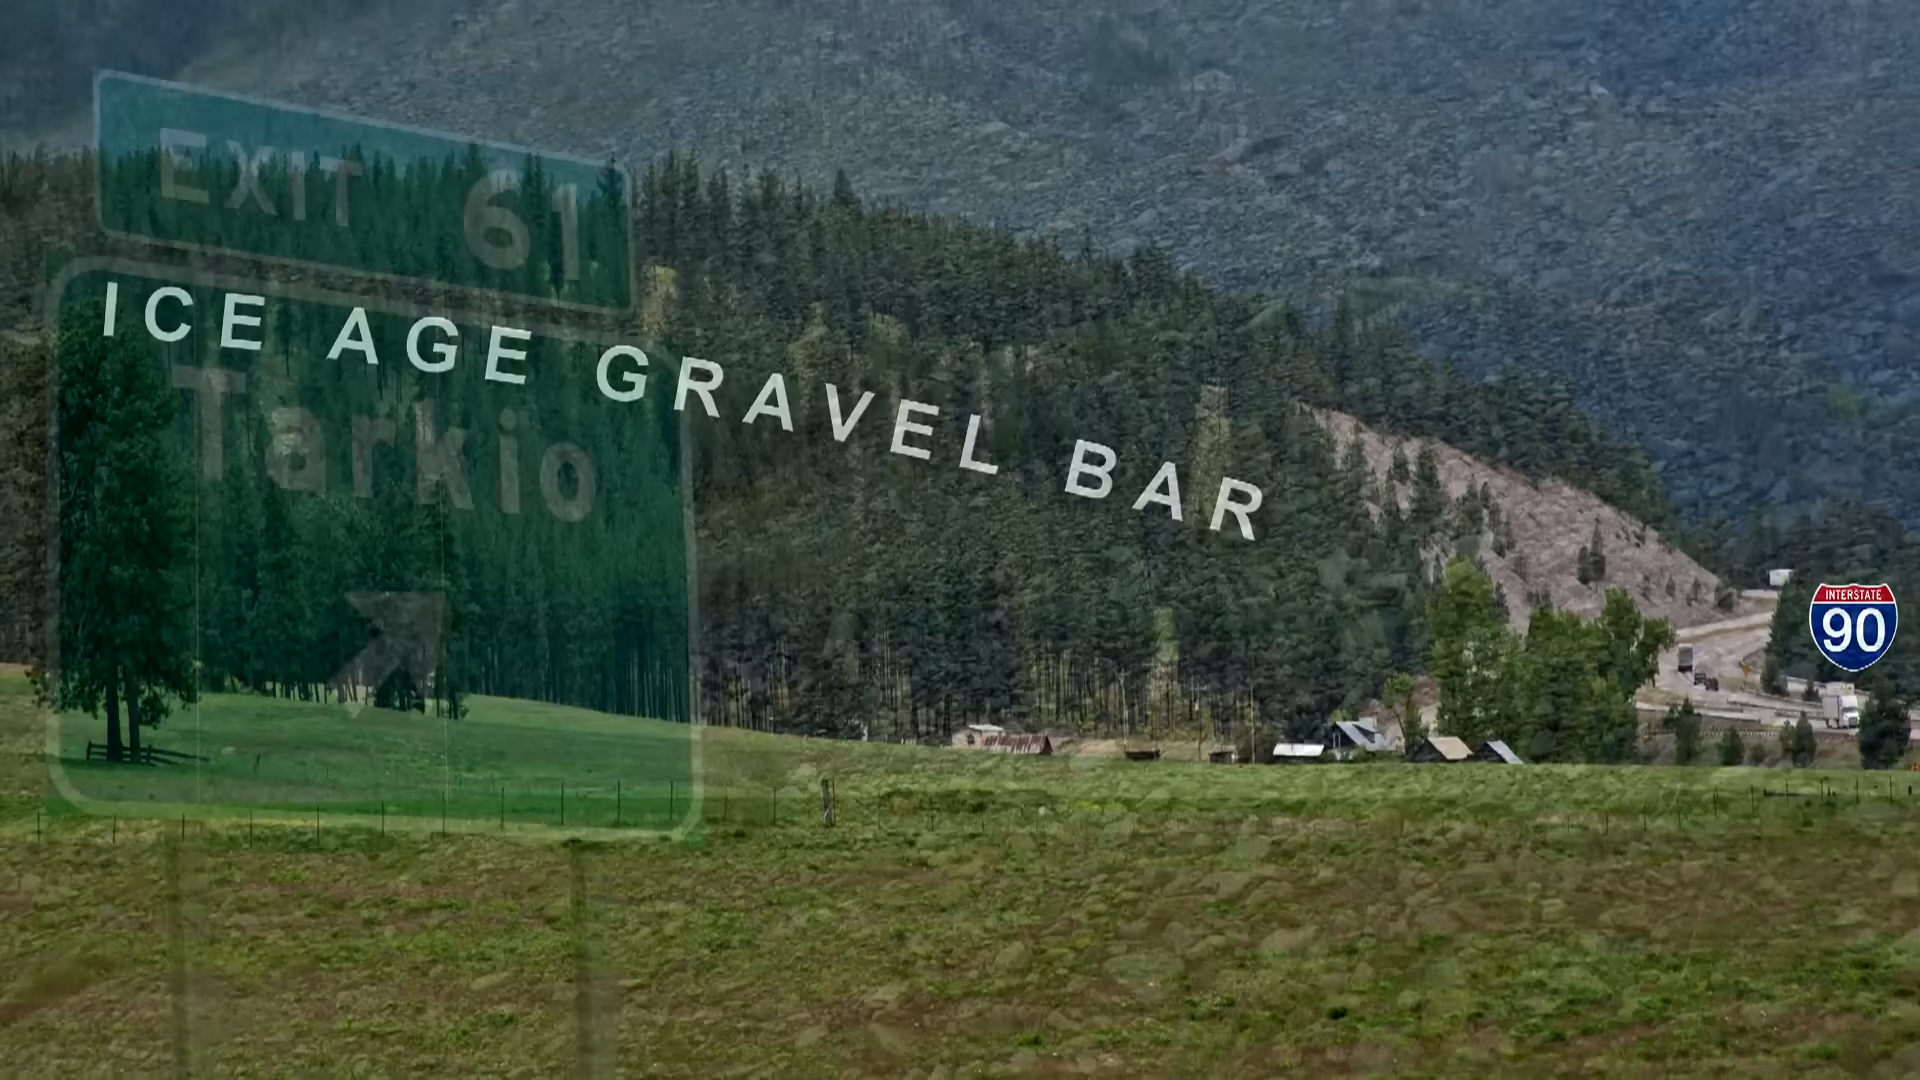 EXIT 61
ICE AGE GRAVEL BAR
Tarkio
INTERSTATE
90